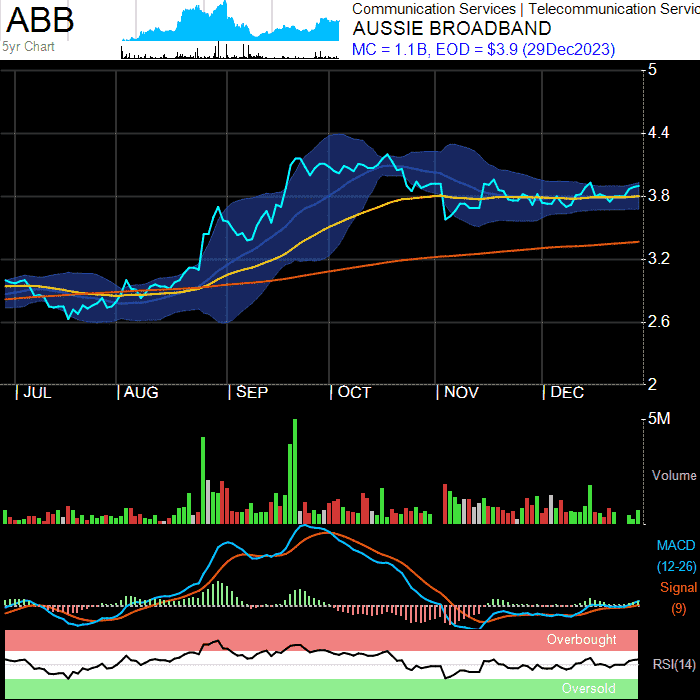 ABB
5yr Chart
Communication Services | Telecommunication Servic
AUSSIE BROADBAND
MC = 1.1B, EOD = $3.9 (29Dec2023)
5
4.4
3.8
3.2
2.6
2
JUL AUG SEP OCT NOV DEC
5M
Volume
MACD
(12-26)
Signal
(9)
Overbought
RSI(14)
Oversold